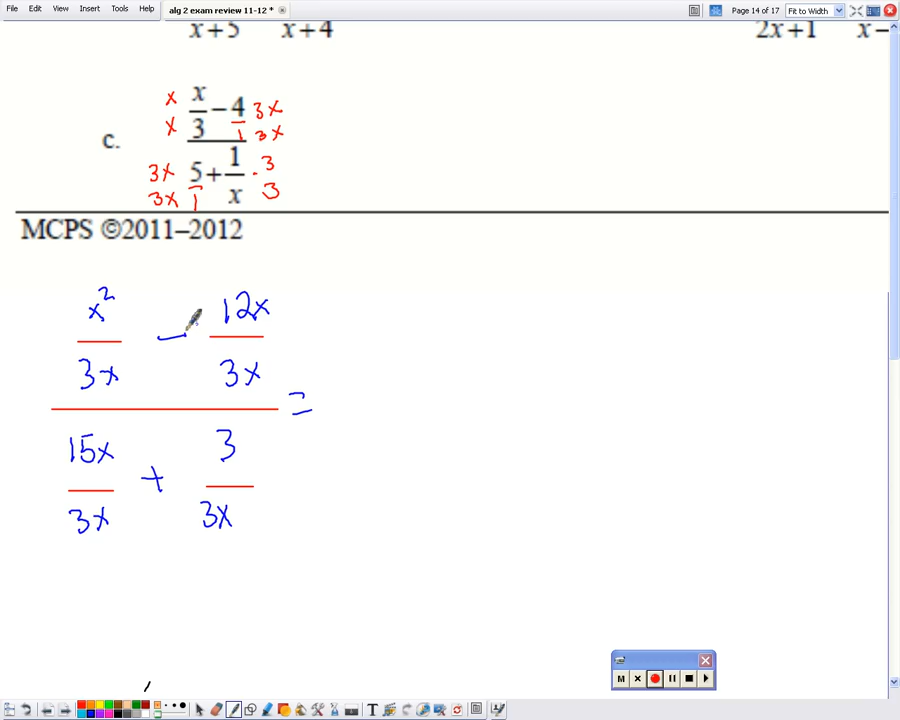 File Edit View Insert Format Tools Help alg 2 exam review 11-12 * Page 14 of 17 Fit to Width
x+5 x+4 2x+1 x−
x x/3 − 4/1 3x
x 3x
c.
3x 5/1 + 1/x · 3
3x 3
MCPS ©2011–2012
x² 12x
−
3x 3x
=
15x 3
+
3x 3x
M
T